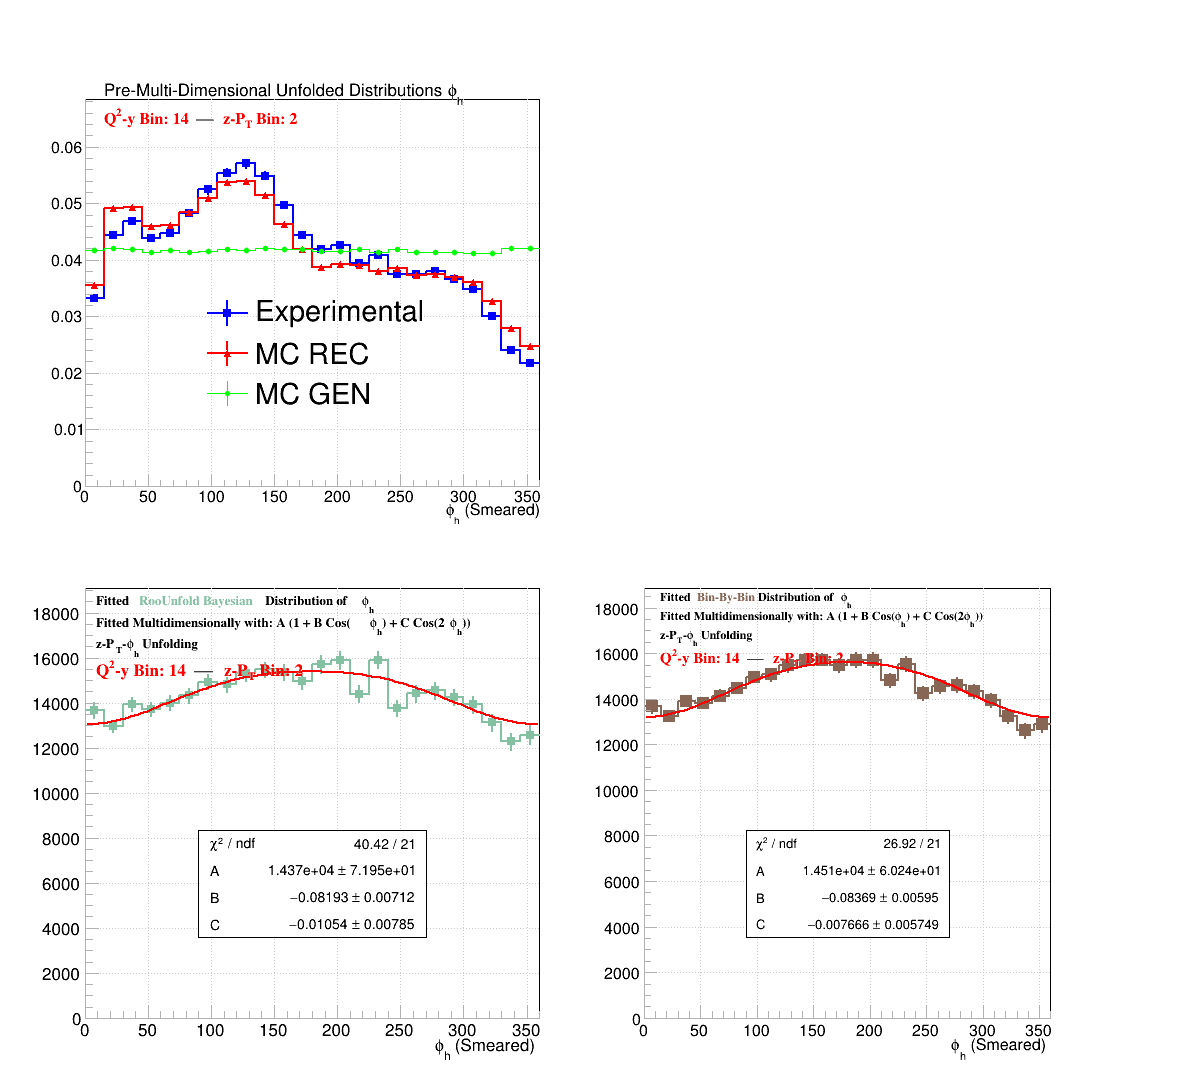 Pre-Multi-Dimensional Unfolded Distributions ϕh
Q²-y Bin: 14 — z-PT Bin: 2
0.06
0.05
0.04
0.03
0.02
0.01
0
Experimental
MC REC
MC GEN
0 50 100 150 200 250 300 350
ϕh (Smeared)
Fitted RooUnfold Bayesian Distribution of ϕh
Fitted Multidimensionally with: A (1 + B Cos( ϕh) + C Cos(2 ϕh))
z-PT-ϕh Unfolding
Q²-y Bin: 14 — z-PT Bin: 2
18000
16000
14000
12000
10000
8000
6000
4000
2000
0
χ² / ndf 40.42 / 21
A 1.437e+04 ± 7.195e+01
B −0.08193 ± 0.00712
C −0.01054 ± 0.00785
0 50 100 150 200 250 300 350
ϕh (Smeared)
Fitted Bin-By-Bin Distribution of ϕh
Fitted Multidimensionally with: A (1 + B Cos(ϕh) + C Cos(2ϕh))
z-PT-ϕh Unfolding
Q²-y Bin: 14 — z-PT Bin: 2
18000
16000
14000
12000
10000
8000
6000
4000
2000
0
χ² / ndf 26.92 / 21
A 1.451e+04 ± 6.024e+01
B −0.08369 ± 0.00595
C −0.007666 ± 0.005749
0 50 100 150 200 250 300 350
ϕh (Smeared)